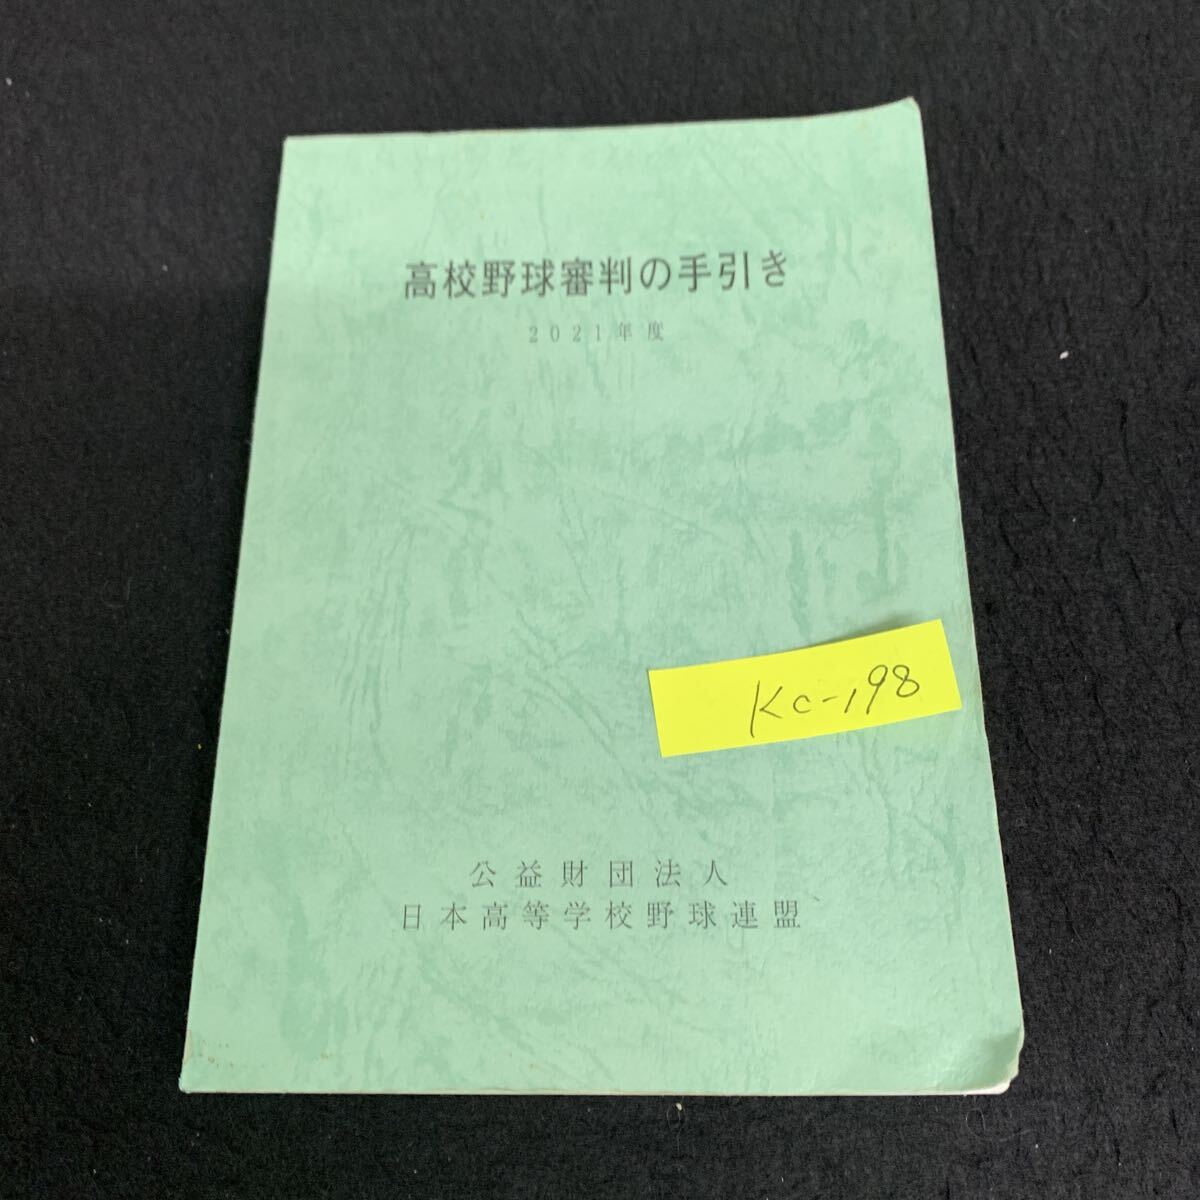 高校野球審判の手引き
2021年度
Kc-198
公益財団法人
日本高等学校野球連盟